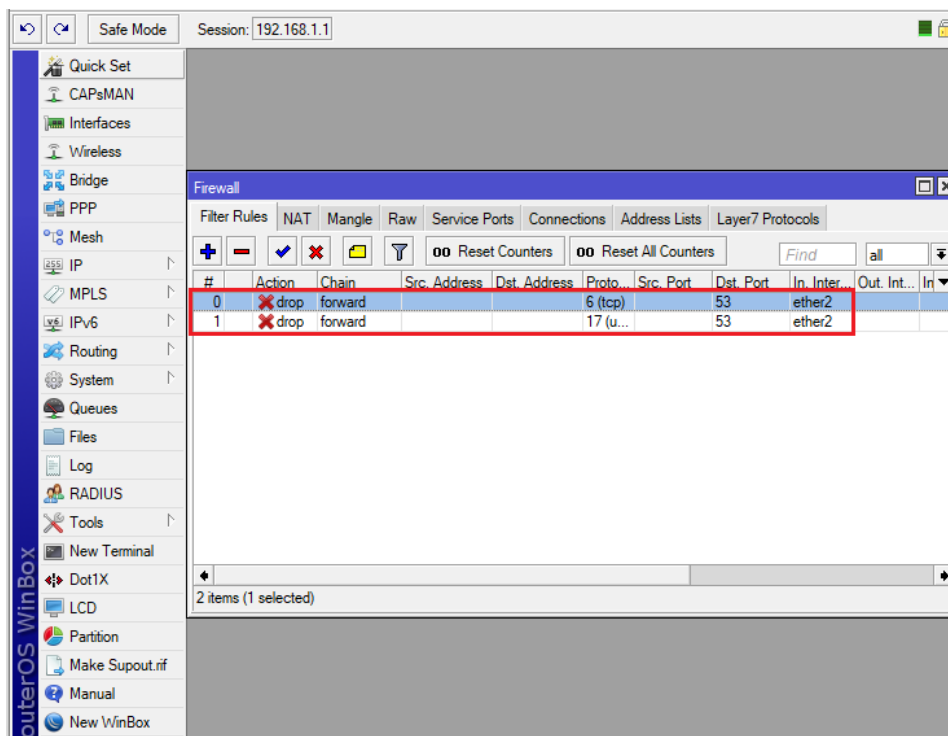 Safe Mode Session: 192.168.1.1
Quick Set
CAPsMAN
Interfaces
Wireless
Bridge
PPP
Mesh
IP
MPLS
IPv6
Routing
System
Queues
Files
Log
RADIUS
Tools
New Terminal
Dot1X
LCD
Partition
Make Supout.rif
Manual
New WinBox
outerOS WinBox
Firewall
Filter Rules NAT Mangle Raw Service Ports Connections Address Lists Layer7 Protocols
00 Reset Counters 00 Reset All Counters Find all
# Action Chain Src. Address Dst. Address Proto... Src. Port Dst. Port In. Inter... Out. Int... In
0 drop forward 6 (tcp) 53 ether2
1 drop forward 17 (u... 53 ether2
2 items (1 selected)